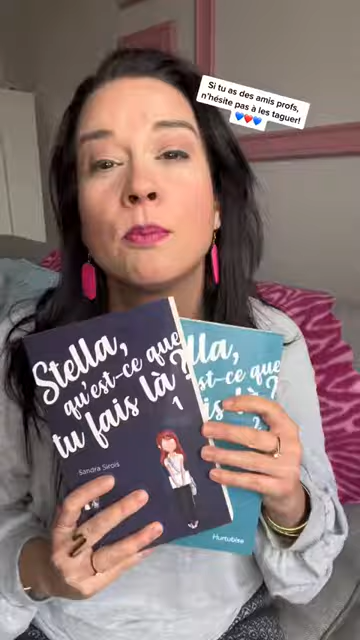 Si tu as des amis profs,
n'hésite pas à les taguer!
💙❤️💙
Stella,
qu'est-ce que
tu fais là?
1
Sandra Sirois
lla,
est-ce que
is là?
2
Hurtubise